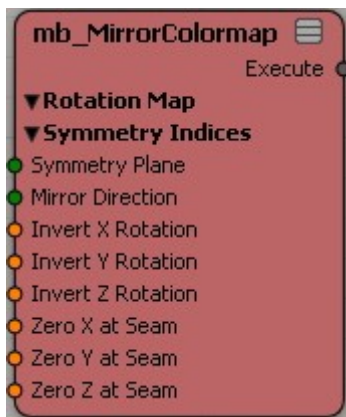 mb_MirrorColormap
Execute
▼Rotation Map
▼Symmetry Indices
Symmetry Plane
Mirror Direction
Invert X Rotation
Invert Y Rotation
Invert Z Rotation
Zero X at Seam
Zero Y at Seam
Zero Z at Seam